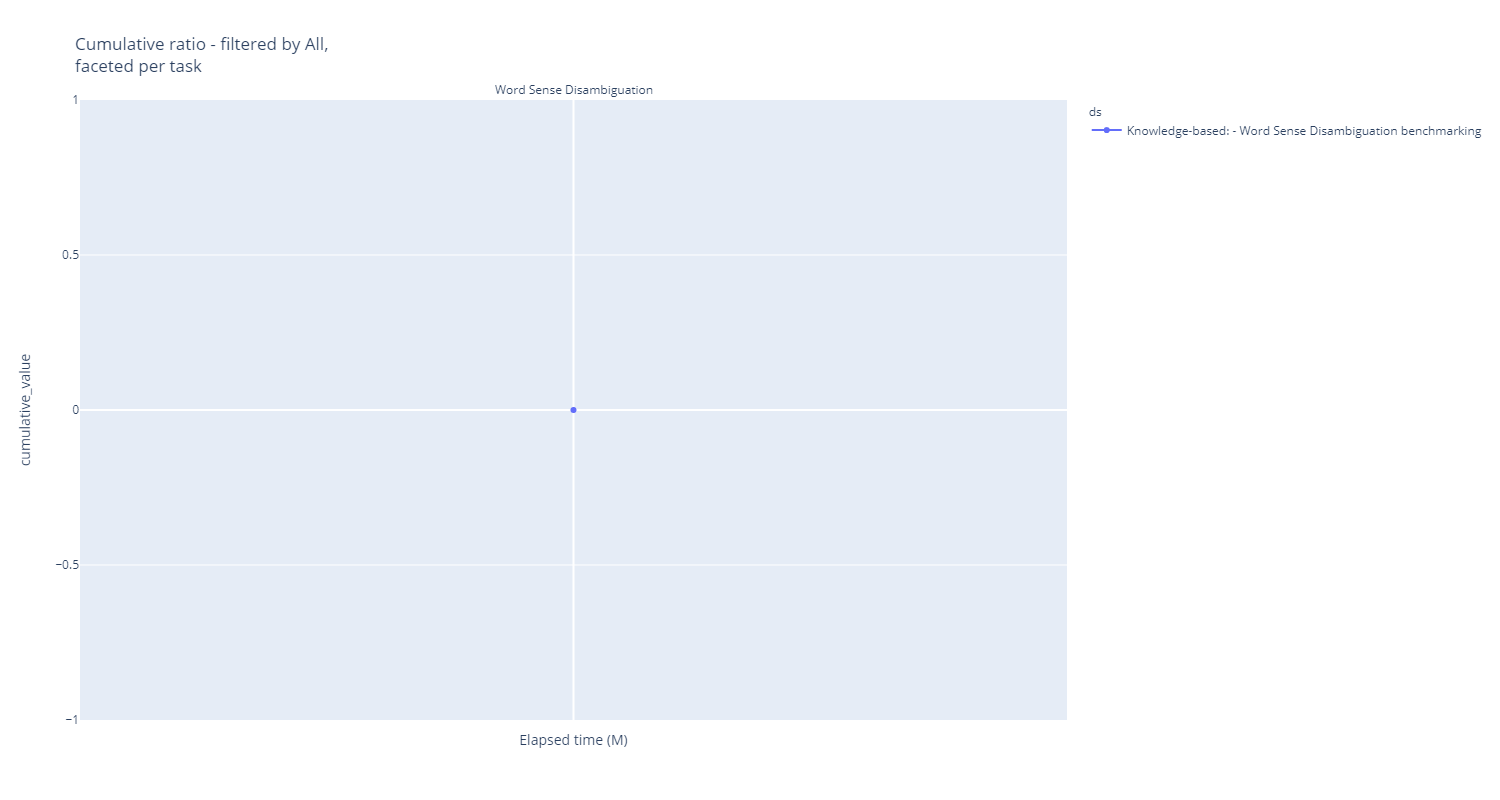 Cumulative ratio - filtered by All,
faceted per task
Word Sense Disambiguation
1
0.5
0
−0.5
−1
cumulative_value
Elapsed time (M)
ds
Knowledge-based: - Word Sense Disambiguation benchmarking